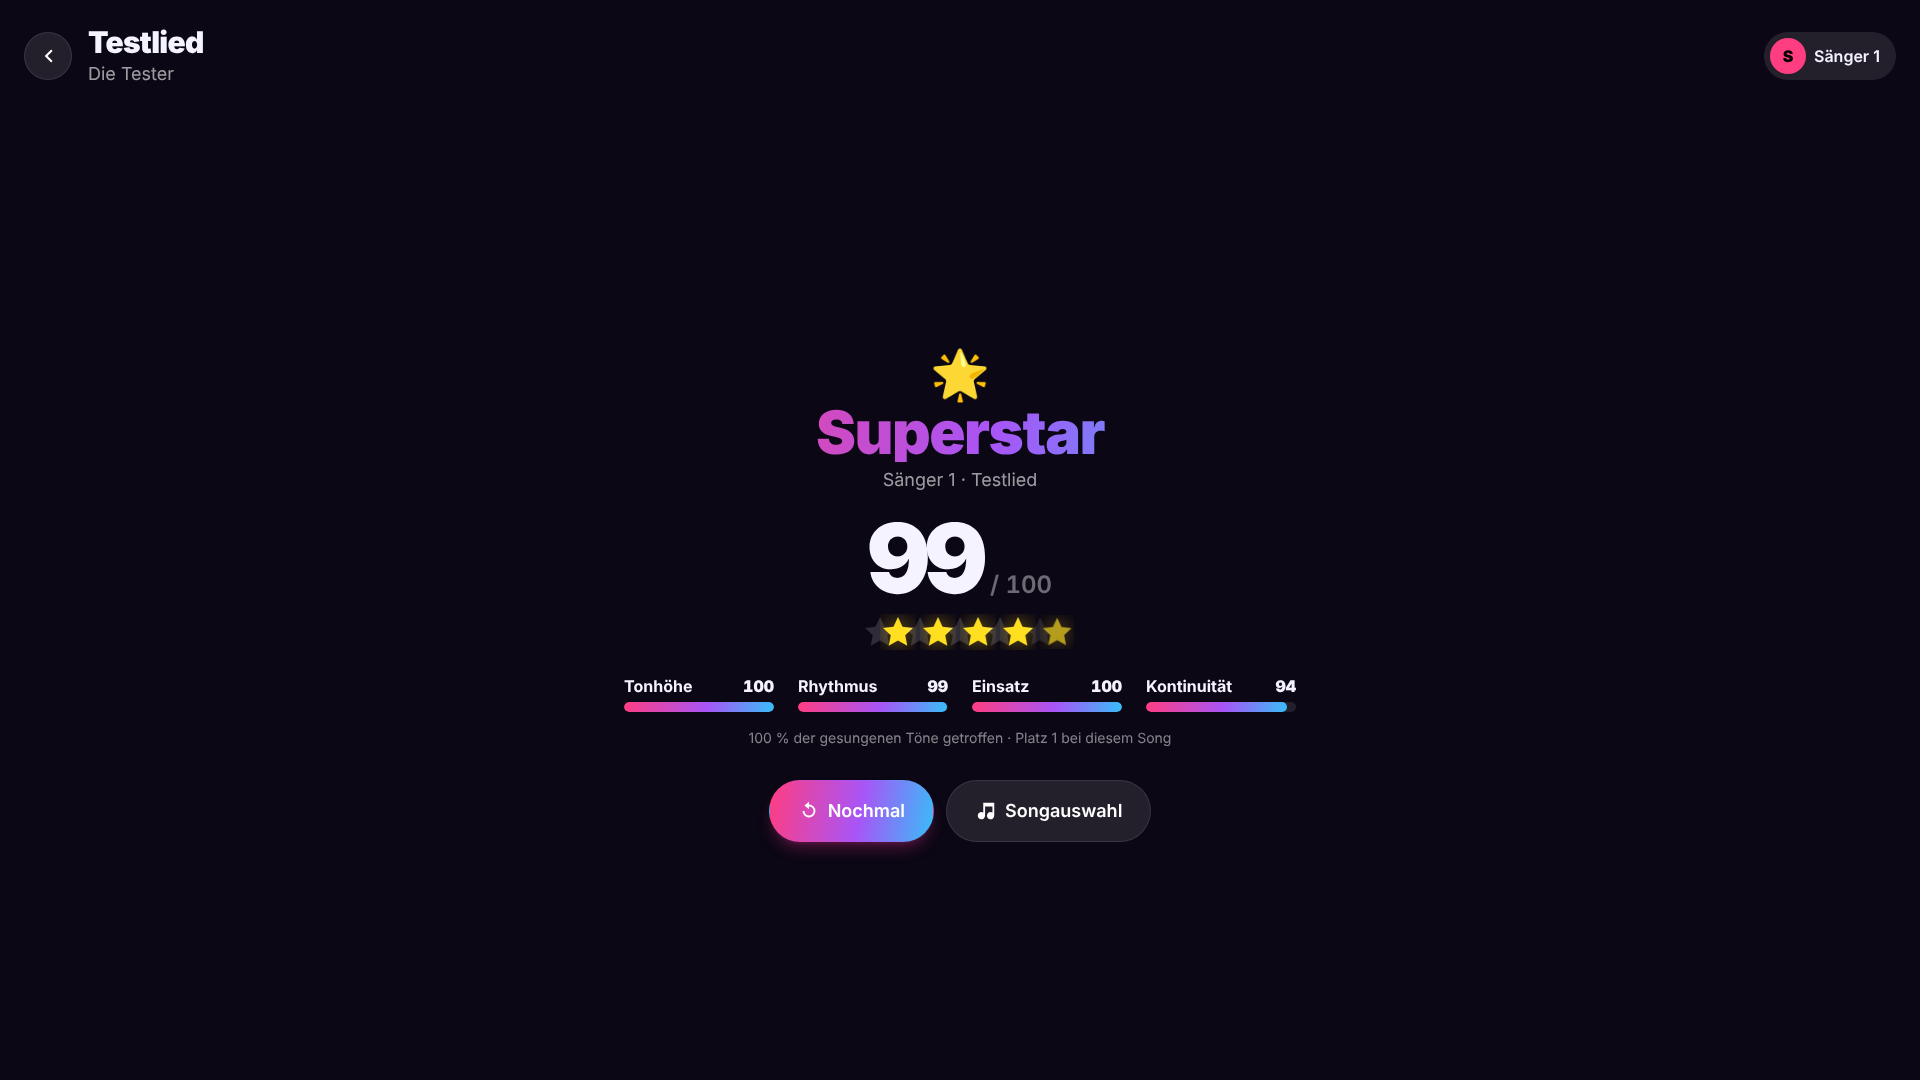 Testlied
Die Tester
S Sänger 1
Superstar
Sänger 1 · Testlied
99 / 100
Tonhöhe 100 Rhythmus 99 Einsatz 100 Kontinuität 94
100 % der gesungenen Töne getroffen · Platz 1 bei diesem Song
Nochmal Songauswahl